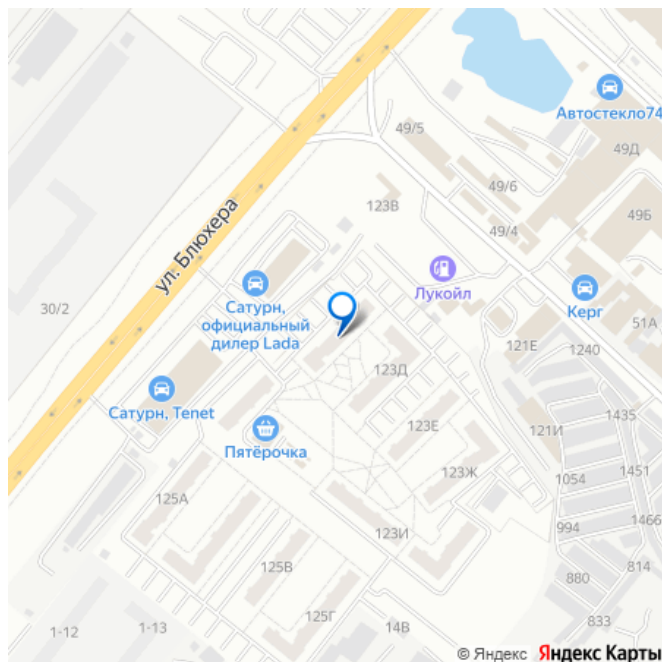 Автостекло74
49/5
49Д
49/6
123В
49/4
49Б
ул. Блюхера
Лукойл
30/2
Сатурн,
официальный
дилер Lada
Керг
51А
121Е
1240
123Д
Сатурн, Tenet
1435
123Е
121И
Пятёрочка
123Ж
1451
1054
125А
1466
994
123И
125В
814
880
125Г
833
14В
1-13
1-12
© Яндекс Яндекс Карты